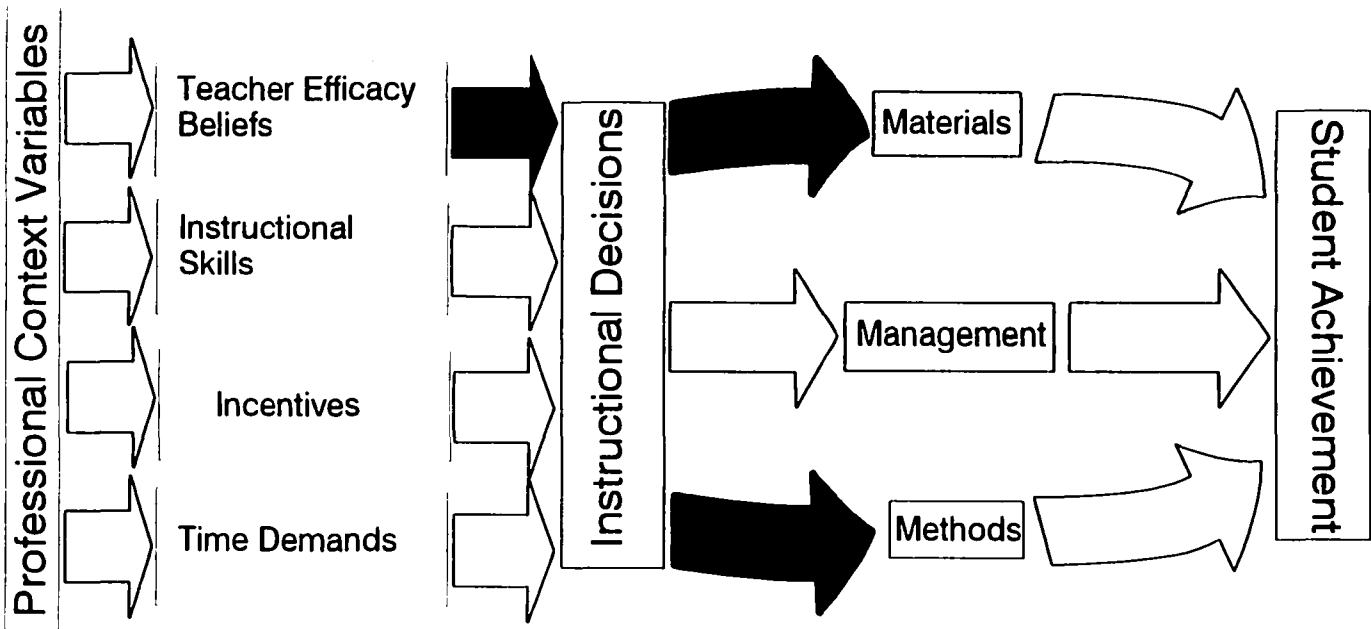 Professional Context Variables
Teacher Efficacy
Beliefs
Instructional
Skills
Incentives
Time Demands
Instructional Decisions
Materials
Management
Methods
Student Achievement